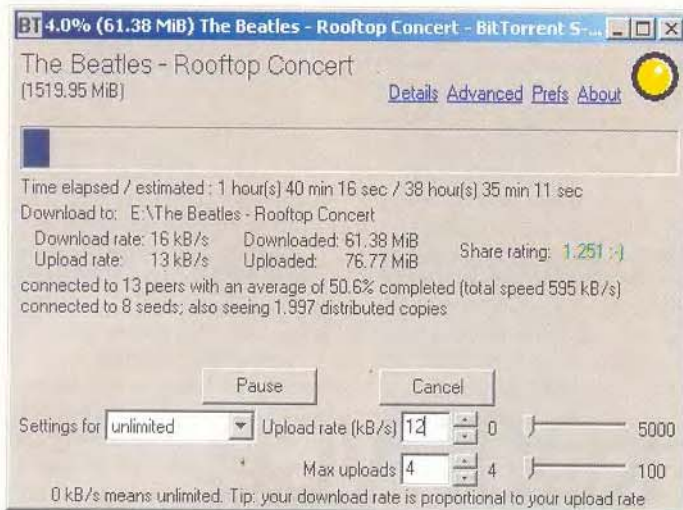 BT 4.0% (61.38 MiB) The Beatles - Rooftop Concert - BitTorrent S-...
The Beatles - Rooftop Concert
(1519.95 MiB)
Details Advanced Prefs About
Time elapsed / estimated : 1 hour(s) 40 min 16 sec / 38 hour(s) 35 min 11 sec
Download to: E:\The Beatles - Rooftop Concert
Download rate: 16 kB/s Downloaded: 61.38 MiB
Upload rate: 13 kB/s Uploaded: 76.77 MiB
Share rating: 1.251 :-)
connected to 13 peers with an average of 50.6% completed (total speed 595 kB/s)
connected to 8 seeds; also seeing 1.997 distributed copies
Pause Cancel
Settings for unlimited Upload rate (kB/s) 12 0 5000
Max uploads 4 4 100
0 kB/s means unlimited. Tip: your download rate is proportional to your upload rate